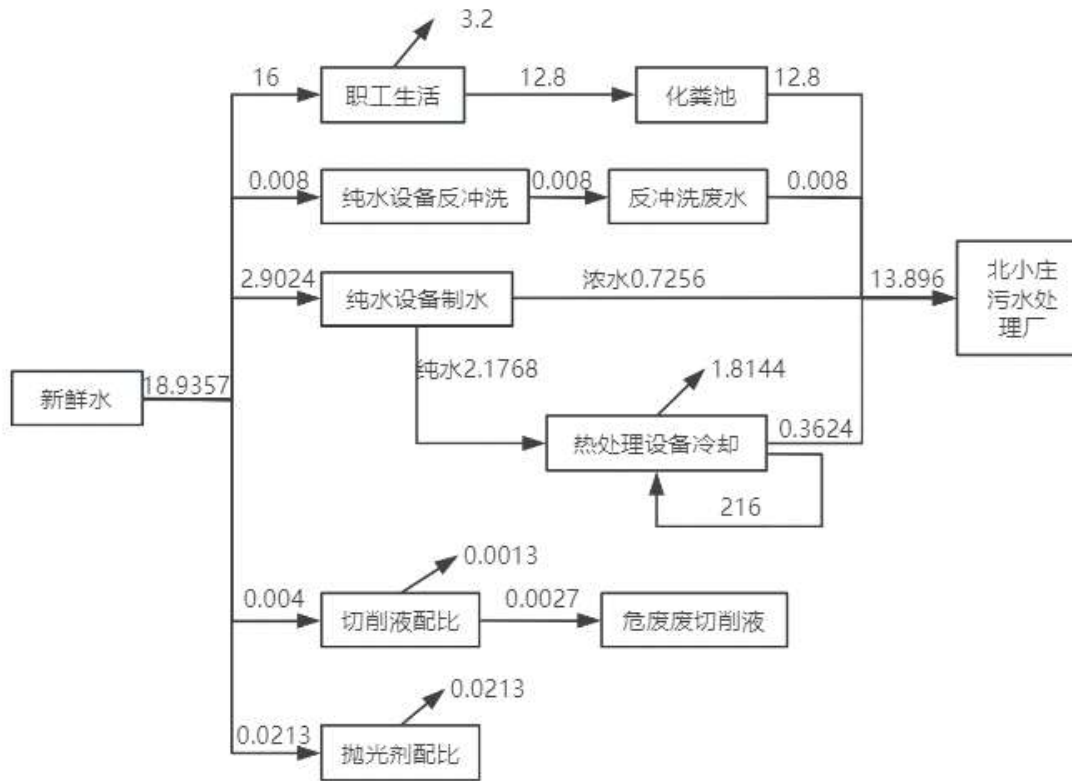 3.2
16
职工生活
12.8
化粪池
12.8
0.008
纯水设备反冲洗
0.008
反冲洗废水
0.008
2.9024
纯水设备制水
浓水0.7256
13.896
北小庄
污水处
理厂
纯水2.1768
新鲜水
18.9357
1.8144
热处理设备冷却
0.3624
216
0.0013
0.004
切削液配比
0.0027
危废废切削液
0.0213
0.0213
抛光剂配比